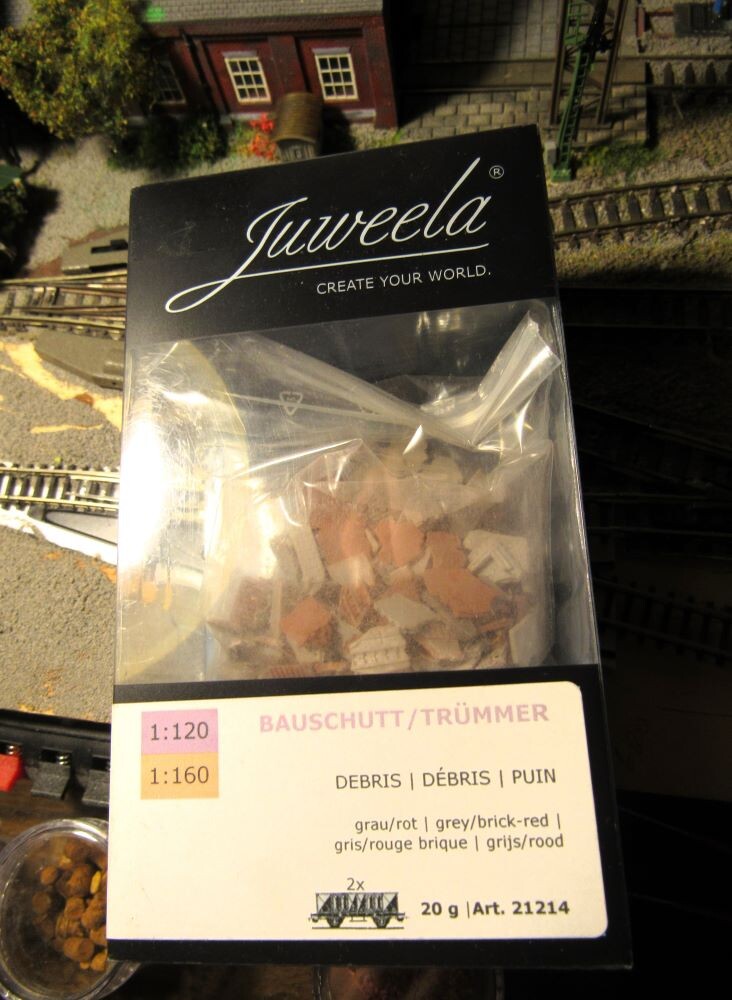 Juweela®
CREATE YOUR WORLD.
1:120
1:160
BAUSCHUTT/TRÜMMER
DEBRIS | DÉBRIS | PUIN
grau/rot | grey/brick-red |
gris/rouge brique | grijs/rood
2x
20 g |Art. 21214